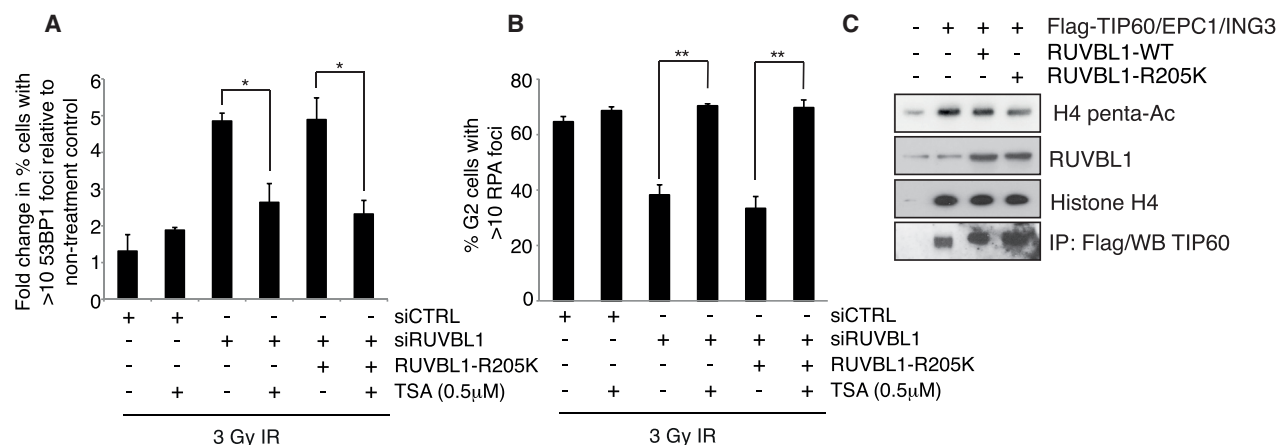 A
Fold change in % cells with
>10 53BP1 foci relative to
non-treatment control
6
5
4
3
2
1
0
*
*
+ + - - - - siCTRL
- - + + + + siRUVBL1
- - - - + + RUVBL1-R205K
- + - + - + TSA (0.5μM)
3 Gy IR
B
% G2 cells with
>10 RPA foci
80
60
40
20
0
**
**
+ + - - - - siCTRL
- - + + + + siRUVBL1
- - - - + + RUVBL1-R205K
- + - + - + TSA (0.5μM)
3 Gy IR
C
- + + + Flag-TIP60/EPC1/ING3
- - + - RUVBL1-WT
- - - + RUVBL1-R205K
H4 penta-Ac
RUVBL1
Histone H4
IP: Flag/WB TIP60